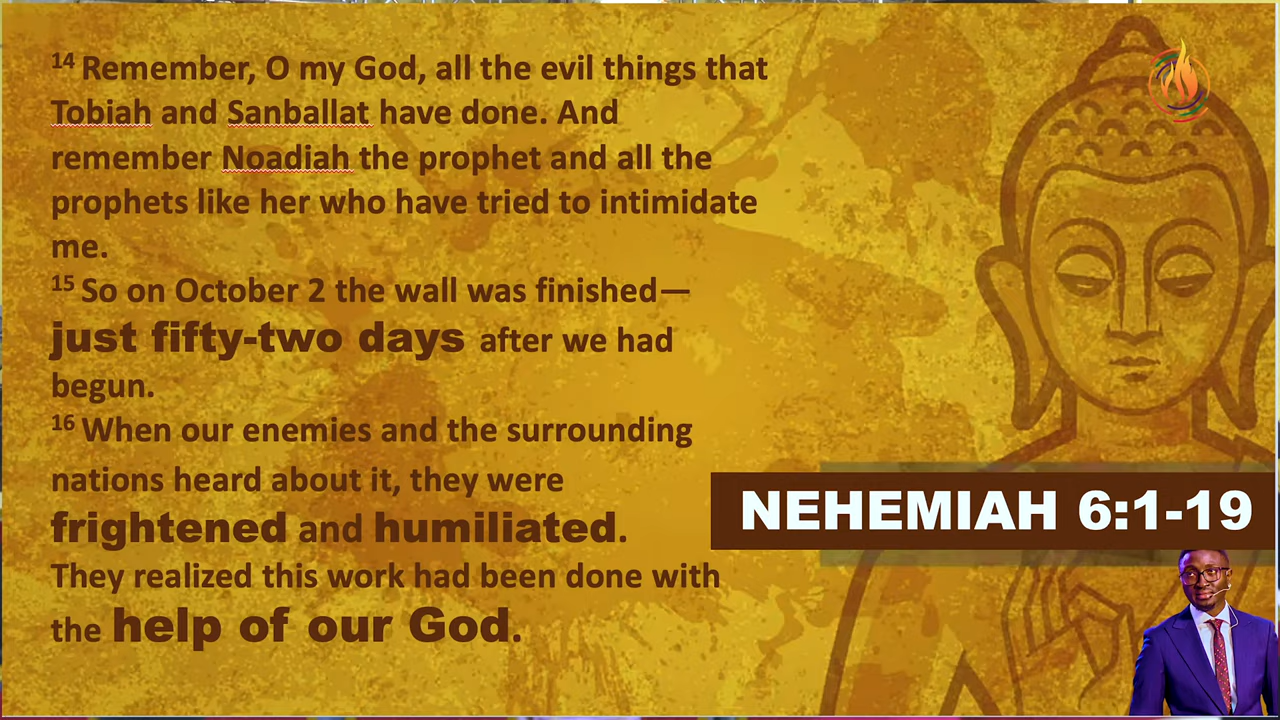 14 Remember, O my God, all the evil things that
Tobiah and Sanballat have done. And
remember Noadiah the prophet and all the
prophets like her who have tried to intimidate
me.
15 So on October 2 the wall was finished—
just fifty-two days after we had
begun.
16 When our enemies and the surrounding
nations heard about it, they were
frightened and humiliated.
They realized this work had been done with
the help of our God.
NEHEMIAH 6:1-19